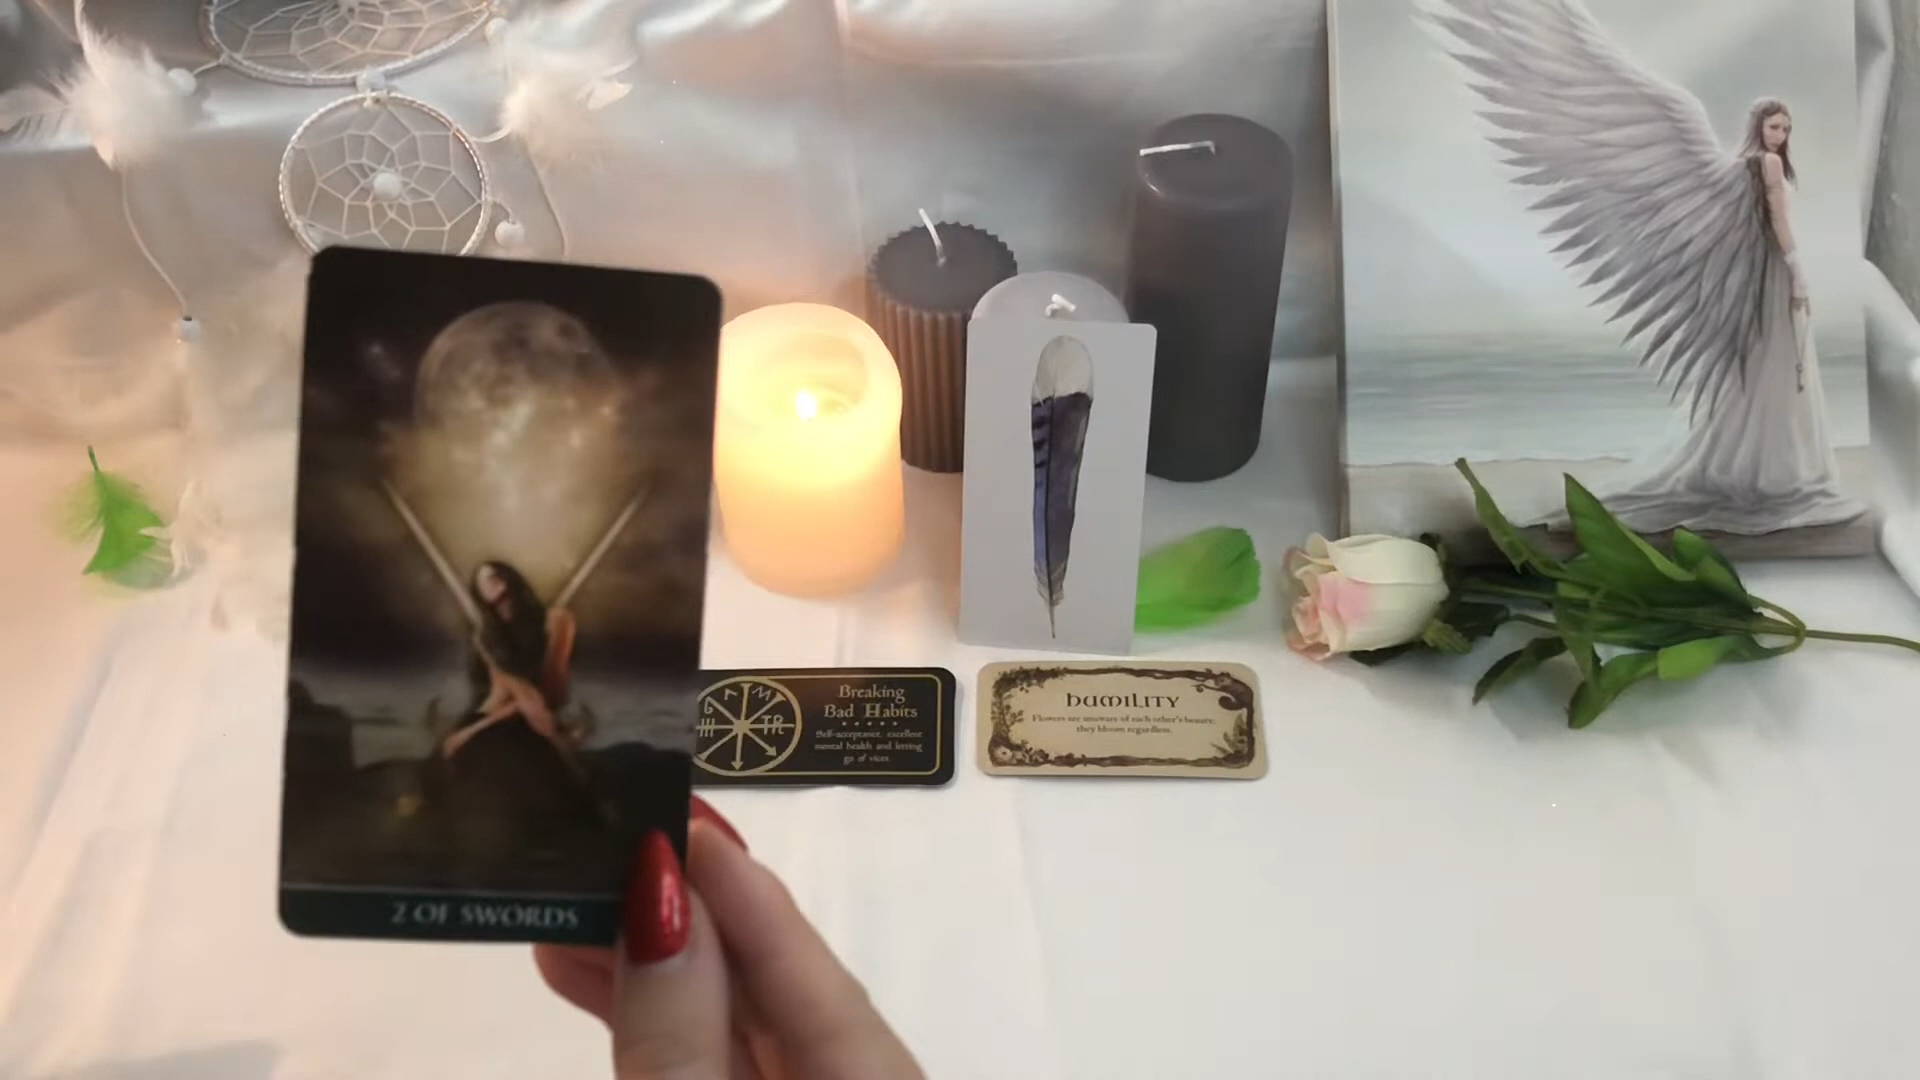 2 OF SWORDS
Breaking
Bad Habits
Self-acceptance, excellent
mental health and letting
go of vices.
HUMILITY
Flowers are unaware of each other's beauty;
they bloom regardless.